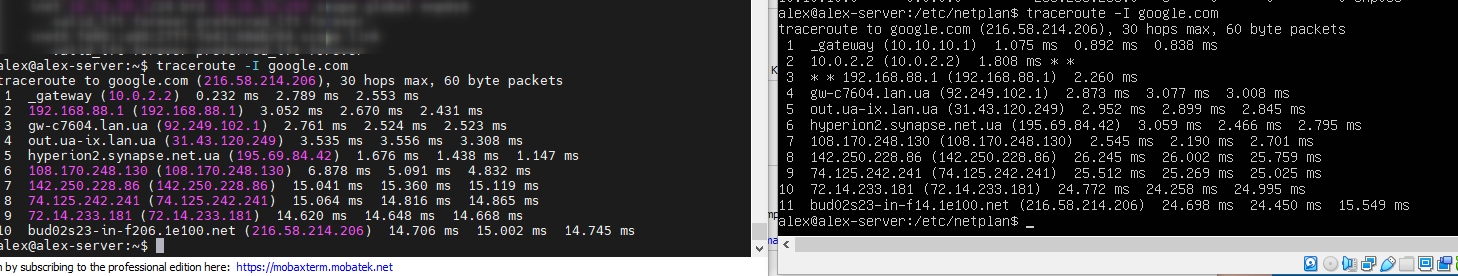 alex@alex-server:~$ traceroute -I google.com
traceroute to google.com (216.58.214.206), 30 hops max, 60 byte packets
1 _gateway (10.0.2.2) 0.232 ms 2.789 ms 2.553 ms
2 192.168.88.1 (192.168.88.1) 3.052 ms 2.670 ms 2.431 ms
3 gw-c7604.lan.ua (92.249.102.1) 2.761 ms 2.524 ms 2.523 ms
4 out.ua-ix.lan.ua (31.43.120.249) 3.535 ms 3.556 ms 3.308 ms
5 hyperion2.synapse.net.ua (195.69.84.42) 1.676 ms 1.438 ms 1.147 ms
6 108.170.248.130 (108.170.248.130) 6.878 ms 5.091 ms 4.832 ms
7 142.250.228.86 (142.250.228.86) 15.041 ms 15.360 ms 15.119 ms
8 74.125.242.241 (74.125.242.241) 15.064 ms 14.816 ms 14.865 ms
9 72.14.233.181 (72.14.233.181) 14.620 ms 14.648 ms 14.668 ms
10 bud02s23-in-f206.1e100.net (216.58.214.206) 14.706 ms 15.002 ms 14.745 ms
alex@alex-server:~$
by subscribing to the professional edition here: https://mobaxterm.mobatek.net
alex@alex-server:/etc/netplan$ traceroute -I google.com
traceroute to google.com (216.58.214.206), 30 hops max, 60 byte packets
1 _gateway (10.10.10.1) 1.075 ms 0.892 ms 0.838 ms
2 10.0.2.2 (10.0.2.2) 1.808 ms * *
3 * * 192.168.88.1 (192.168.88.1) 2.260 ms
4 gw-c7604.lan.ua (92.249.102.1) 2.873 ms 3.077 ms 3.008 ms
5 out.ua-ix.lan.ua (31.43.120.249) 2.952 ms 2.899 ms 2.845 ms
6 hyperion2.synapse.net.ua (195.69.84.42) 3.059 ms 2.466 ms 2.795 ms
7 108.170.248.130 (108.170.248.130) 2.545 ms 2.190 ms 2.701 ms
8 142.250.228.86 (142.250.228.86) 26.245 ms 26.002 ms 25.759 ms
9 74.125.242.241 (74.125.242.241) 25.512 ms 25.269 ms 25.025 ms
10 72.14.233.181 (72.14.233.181) 24.772 ms 24.258 ms 24.995 ms
11 bud02s23-in-f14.1e100.net (216.58.214.206) 24.698 ms 24.450 ms 15.549 ms
alex@alex-server:/etc/netplan$ _